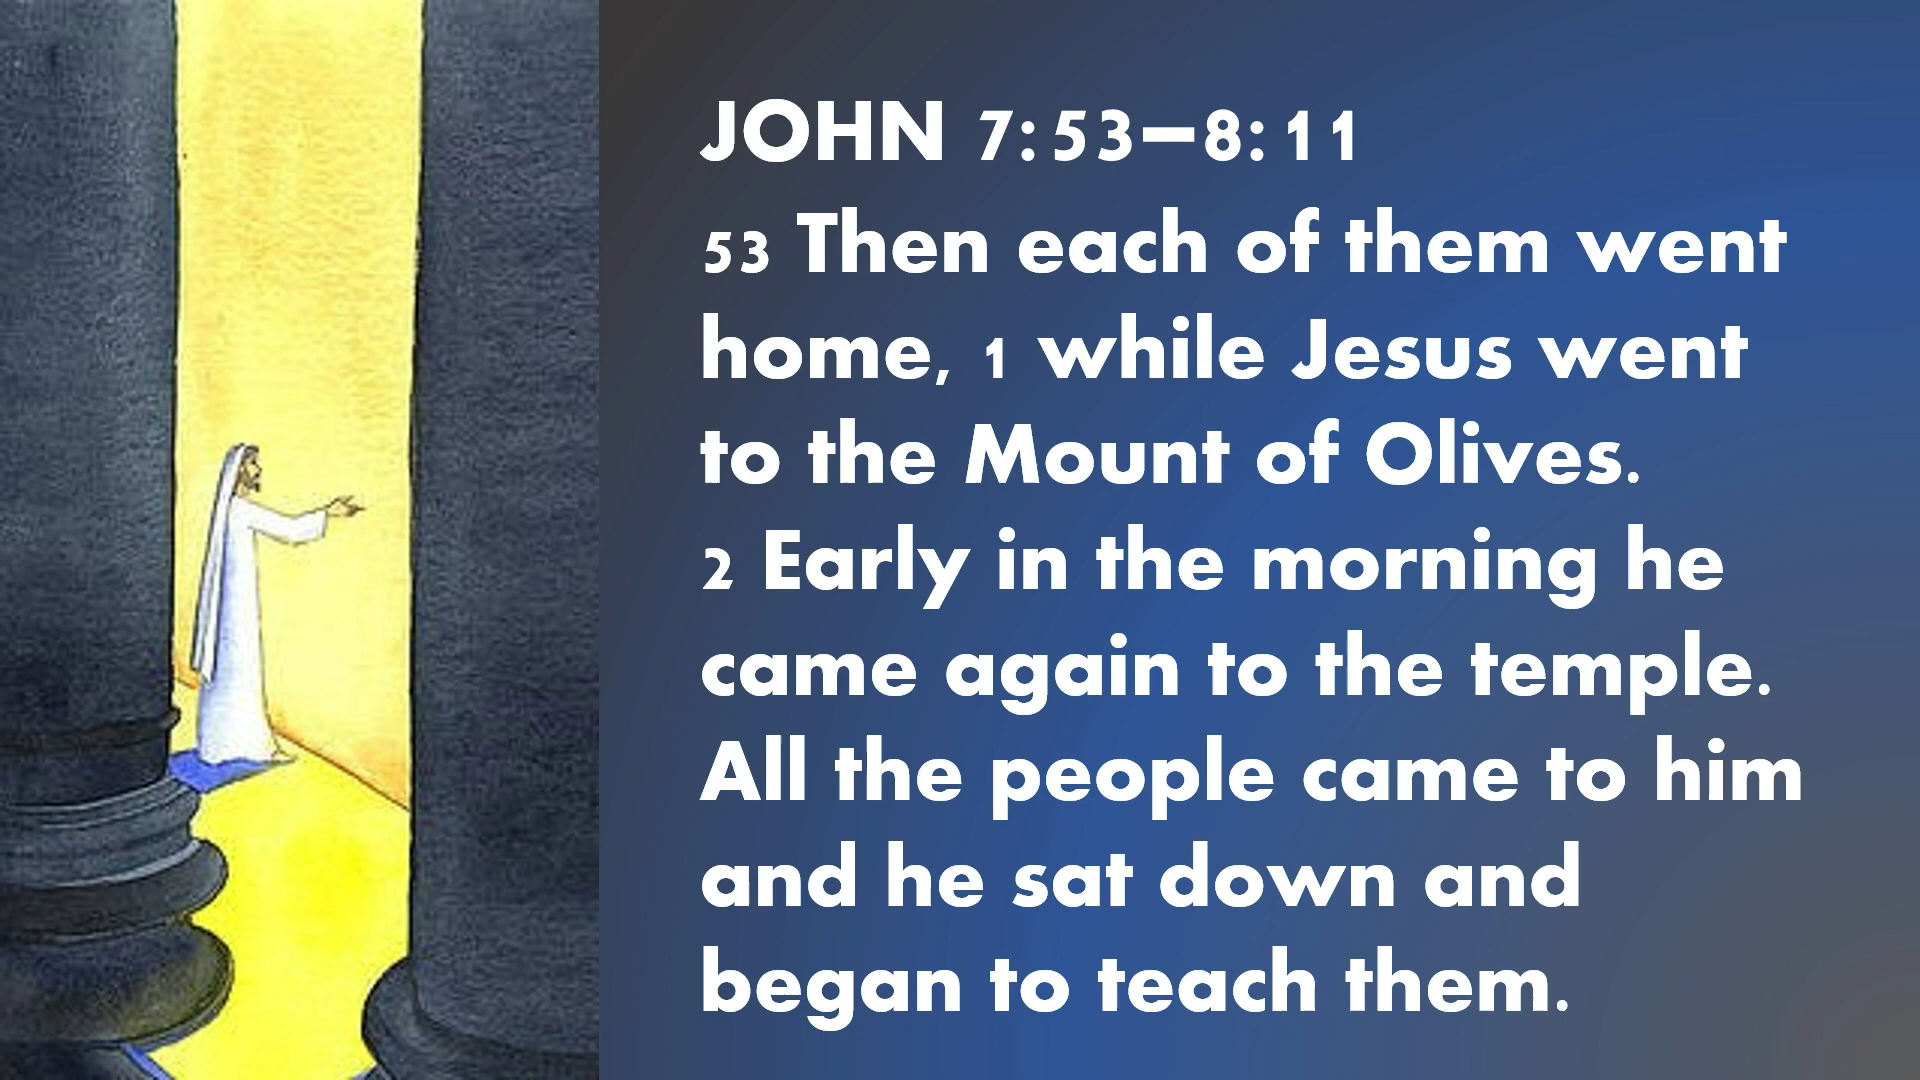 JOHN 7:53–8:11
53 Then each of them went
home, 1 while Jesus went
to the Mount of Olives.
2 Early in the morning he
came again to the temple.
All the people came to him
and he sat down and
began to teach them.